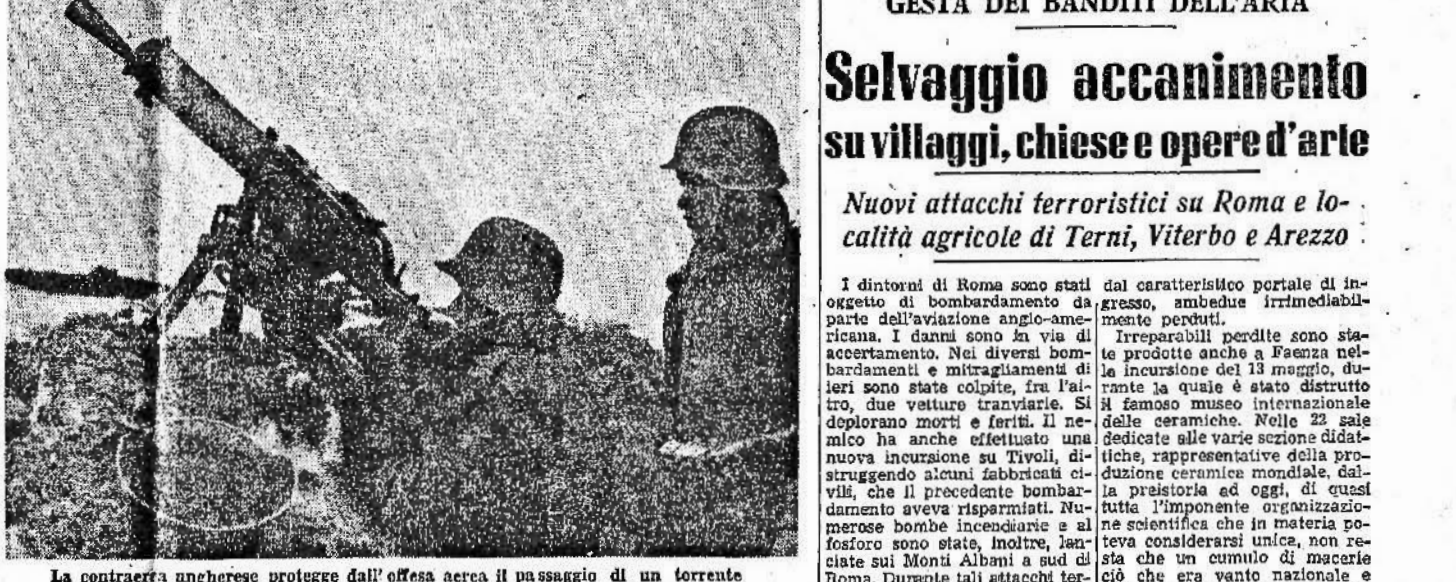 La contraerea ungherese protegge dall'offesa aerea il passaggio di un torrente
GESTA DEI BANDITI DELL'ARIA
Selvaggio accanimento
su villaggi, chiese e opere d'arte
Nuovi attacchi terroristici su Roma e lo-
calità agricole di Terni, Viterbo e Arezzo
I dintorni di Roma sono stati
oggetto di bombardamento da
parte dell'aviazione anglo-ame-
ricana. I danni sono in via di
accertamento. Nei diversi bom-
bardamenti e mitragliamenti di
ieri sono state colpite, fra l'al-
tro, due vetture tranviarie. Si
deplorano morti e feriti. Il ne-
mico ha anche effettuato una
nuova incursione su Tivoli, di-
struggendo alcuni fabbricati ci-
vili, che il precedente bombar-
damento aveva risparmiati. Nu-
merose bombe incendiarie e al
fosforo sono state, inoltre, lan-
ciate sui Monti Albani a sud di
Roma. Durante tali attacchi ter-
dal caratteristico portale di in-
gresso, ambedue irrimediabil-
mente perduti.
Irreparabili perdite sono sta-
te prodotte anche a Faenza nel-
la incursione del 13 maggio, du-
rante la quale è stato distrutto
il famoso museo internazionale
delle ceramiche. Nelle 22 sale
dedicate alle varie sezione didat-
tiche, rappresentative della pro-
duzione ceramica mondiale, dal-
la preistoria ad oggi, di quasi
tutta l'imponente organizzazio-
ne scientifica che in materia po-
teva considerarsi unica, non re-
sta che un cumulo di macerie
ciò che era vanto nazionale e